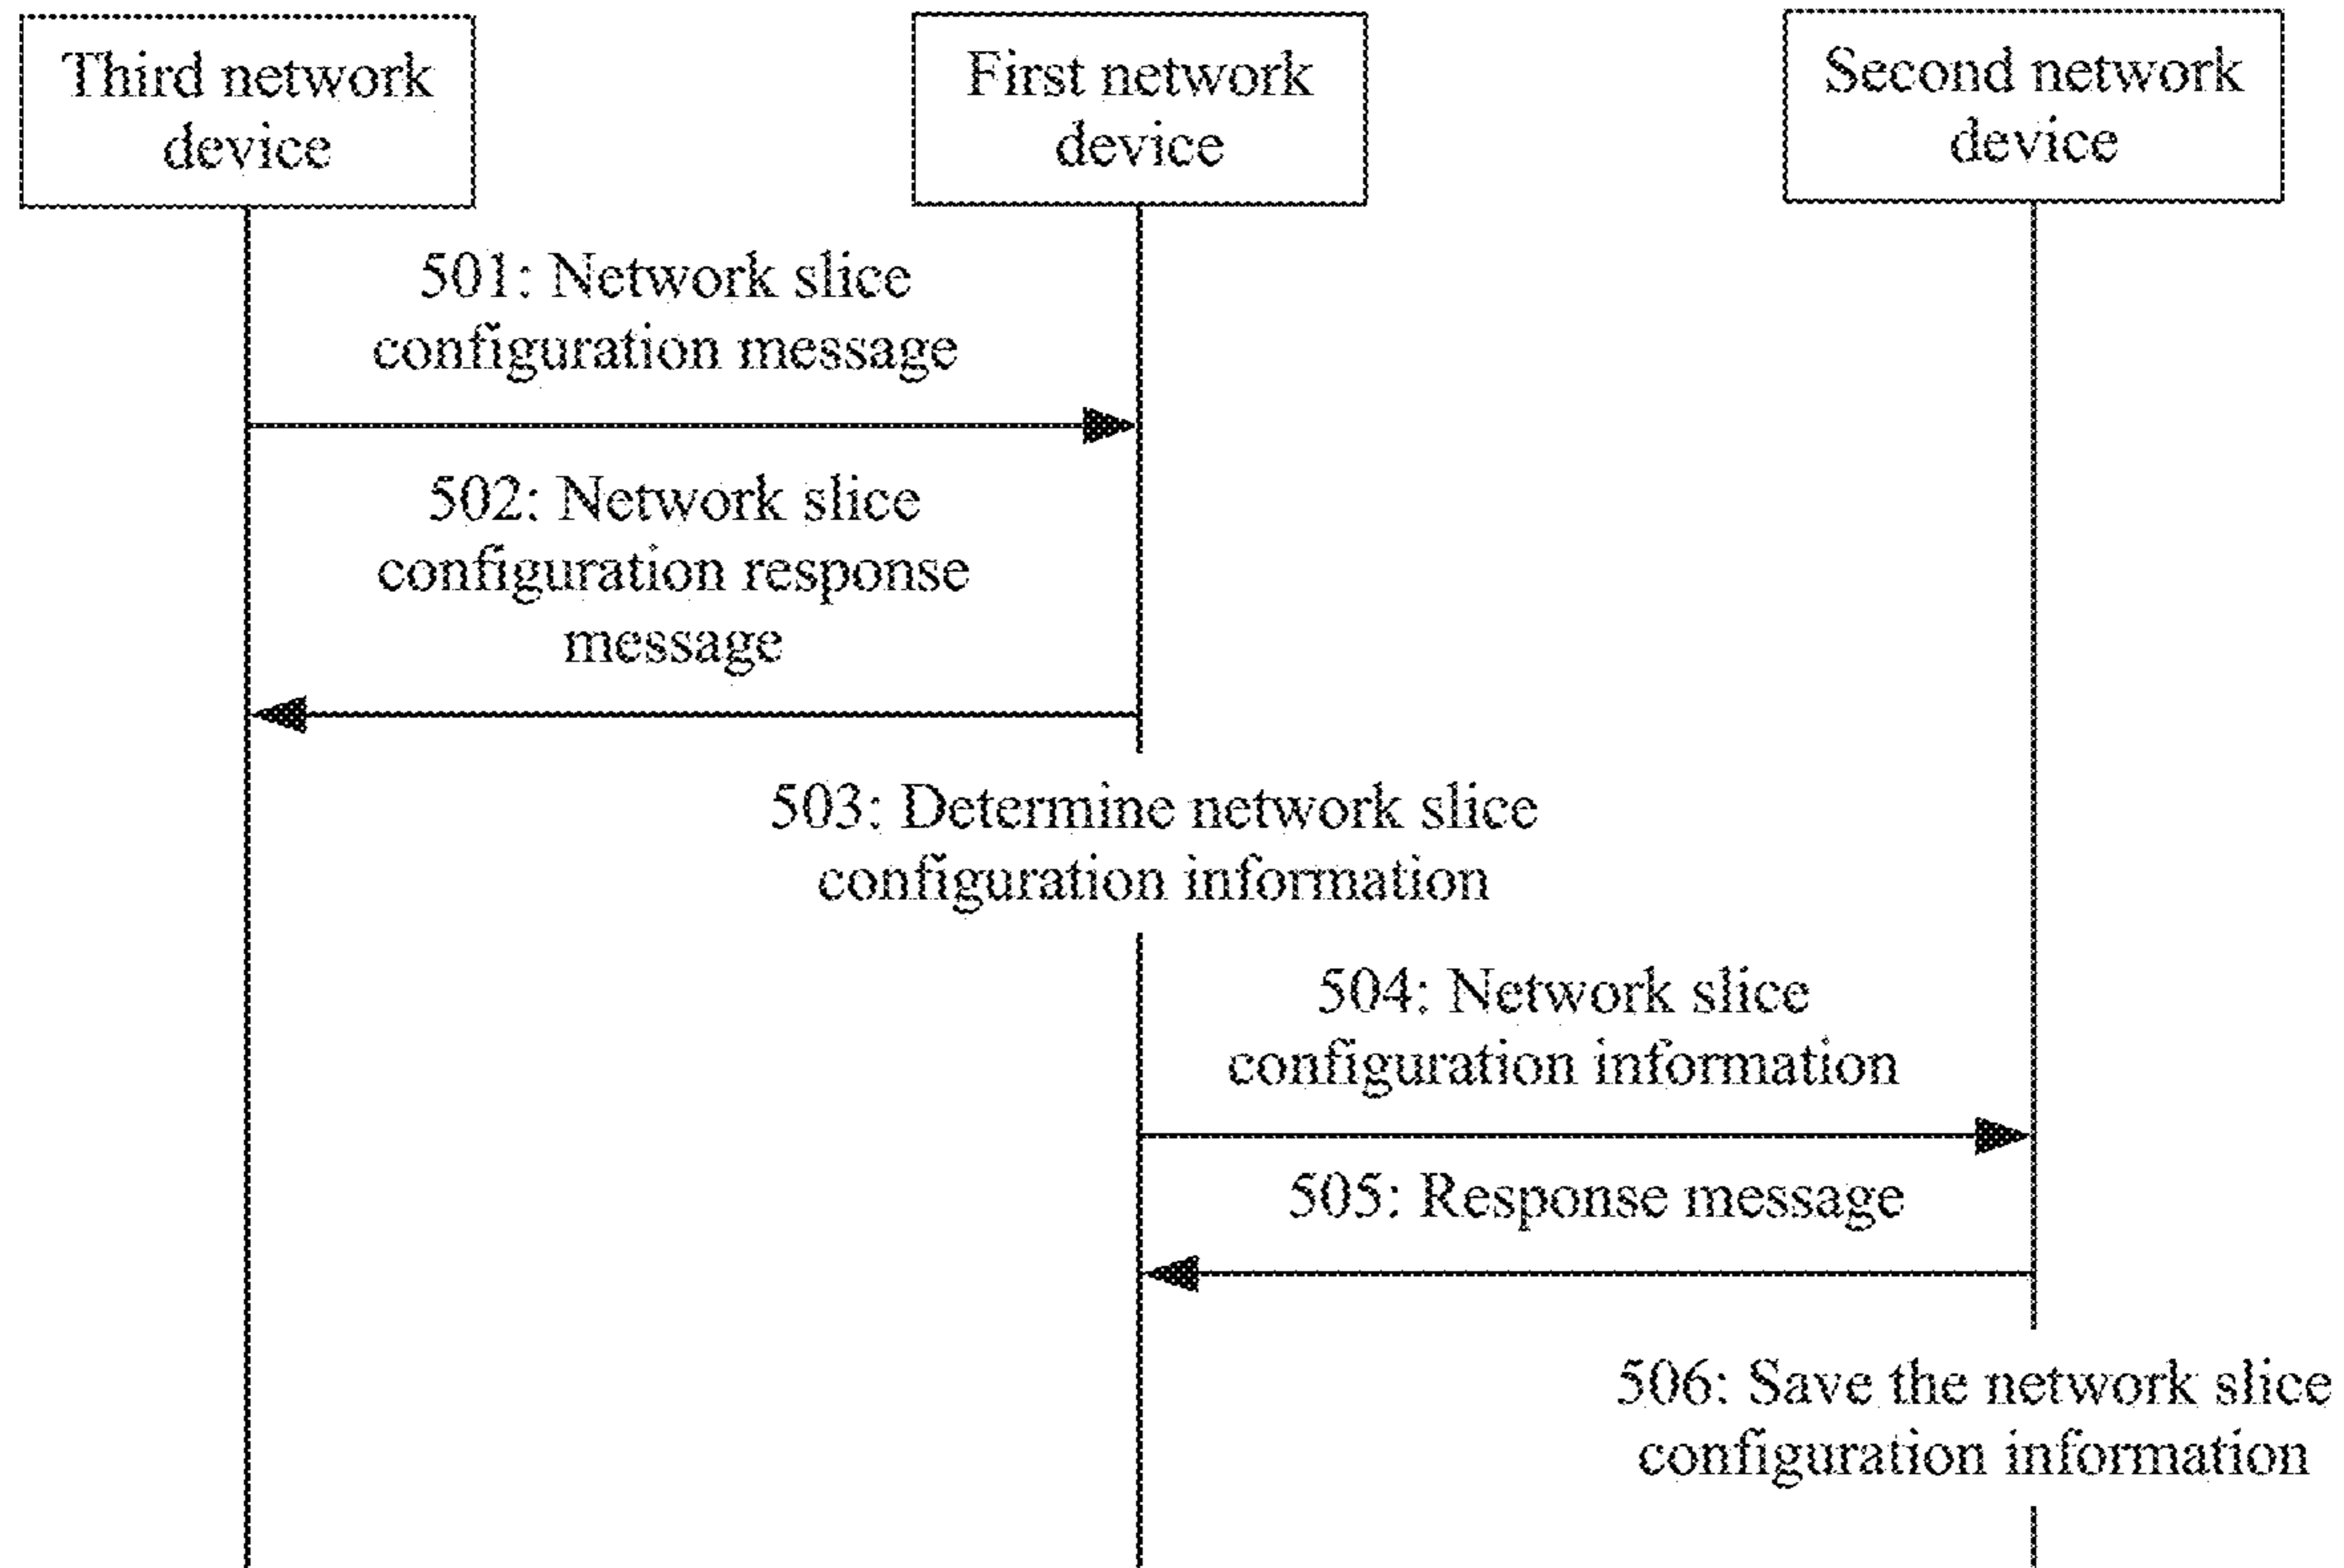 Third network
device
First network
device
Second network
device
501: Network slice
configuration message
502: Network slice
configuration response
message
503: Determine network slice
configuration information
504: Network slice
configuration information
505: Response message
506: Save the network slice
configuration information